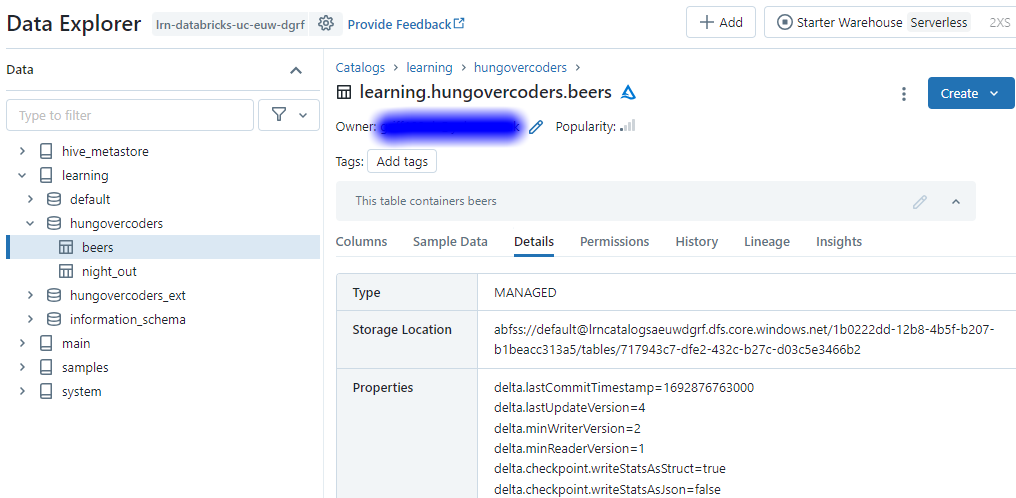 Data Explorer lrn-databricks-uc-euw-dgrf Provide Feedback
Add
Starter Warehouse Serverless 2XS
Data
Type to filter
hive_metastore
learning
default
hungovercoders
beers
night_out
hungovercoders_ext
information_schema
main
samples
system
Catalogs > learning > hungovercoders >
learning.hungovercoders.beers
Create
Owner: Popularity:
Tags: Add tags
This table containers beers
Columns Sample Data Details Permissions History Lineage Insights
Type MANAGED
Storage Location abfss://default@lrncatalogsaeuwdgrf.dfs.core.windows.net/1b0222dd-12b8-4b5f-b207-
b1beacc313a5/tables/717943c7-dfe2-432c-b27c-d03c5e3466b2
Properties delta.lastCommitTimestamp=1692876763000
delta.lastUpdateVersion=4
delta.minWriterVersion=2
delta.minReaderVersion=1
delta.checkpoint.writeStatsAsStruct=true
delta.checkpoint.writeStatsAsJson=false